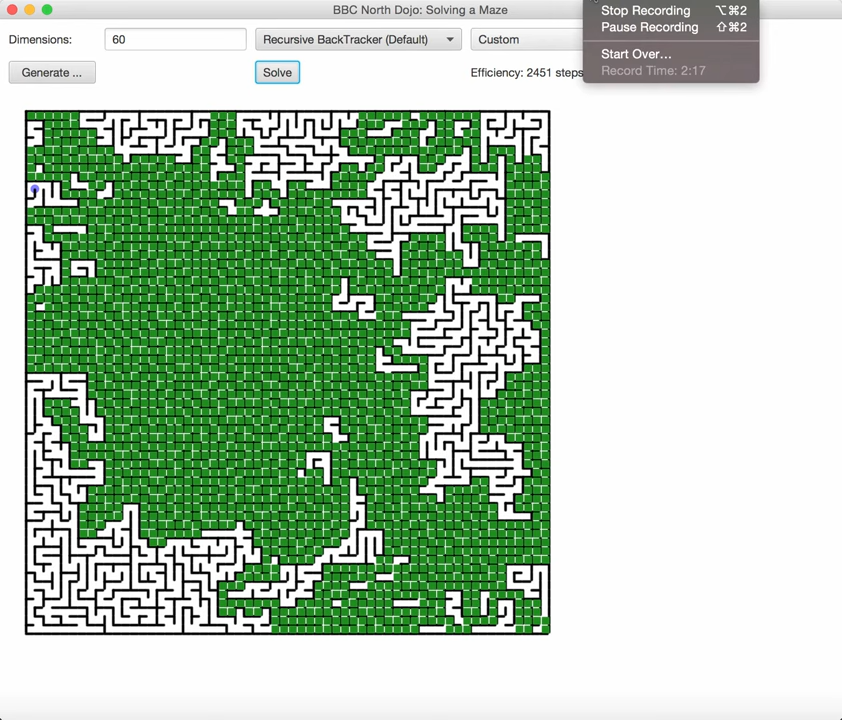 BBC North Dojo: Solving a Maze
Stop Recording ⌥⌘2
Pause Recording ⇧⌘2
Start Over...
Record Time: 2:17
Dimensions: 60 Recursive BackTracker (Default) Custom
Generate ... Solve Efficiency: 2451 steps